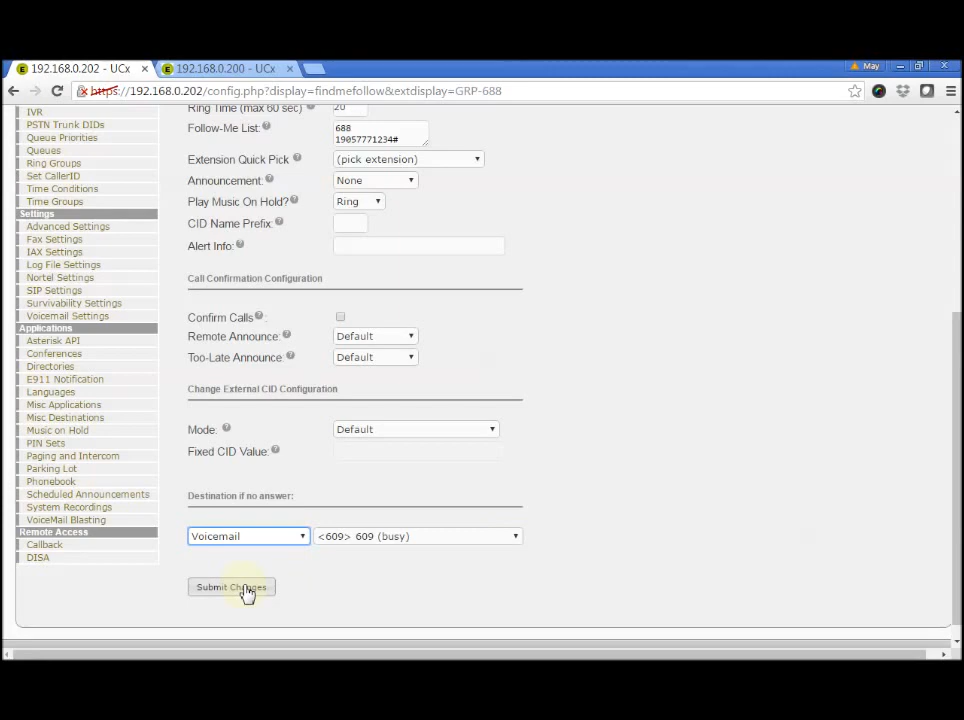 192.168.0.202 - UCx
192.168.0.200 - UCx
May
https://192.168.0.202/config.php?display=findmefollow&extdisplay=GRP-688
IVR
PSTN Trunk DIDs
Queue Priorities
Queues
Ring Groups
Set CallerID
Time Conditions
Time Groups
Settings
Advanced Settings
Fax Settings
IAX Settings
Log File Settings
Nortel Settings
SIP Settings
Survivability Settings
Voicemail Settings
Applications
Asterisk API
Conferences
Directories
E911 Notification
Languages
Misc Applications
Misc Destinations
Music on Hold
PIN Sets
Paging and Intercom
Parking Lot
Phonebook
Scheduled Announcements
System Recordings
VoiceMail Blasting
Remote Access
Callback
DISA
Ring Time (max 60 sec) 20
Follow-Me List: 688
19057771234#
Extension Quick Pick (pick extension)
Announcement: None
Play Music On Hold? Ring
CID Name Prefix:
Alert Info:
Call Confirmation Configuration
Confirm Calls :
Remote Announce: Default
Too-Late Announce: Default
Change External CID Configuration
Mode: Default
Fixed CID Value:
Destination if no answer:
Voicemail <609> 609 (busy)
Submit Changes